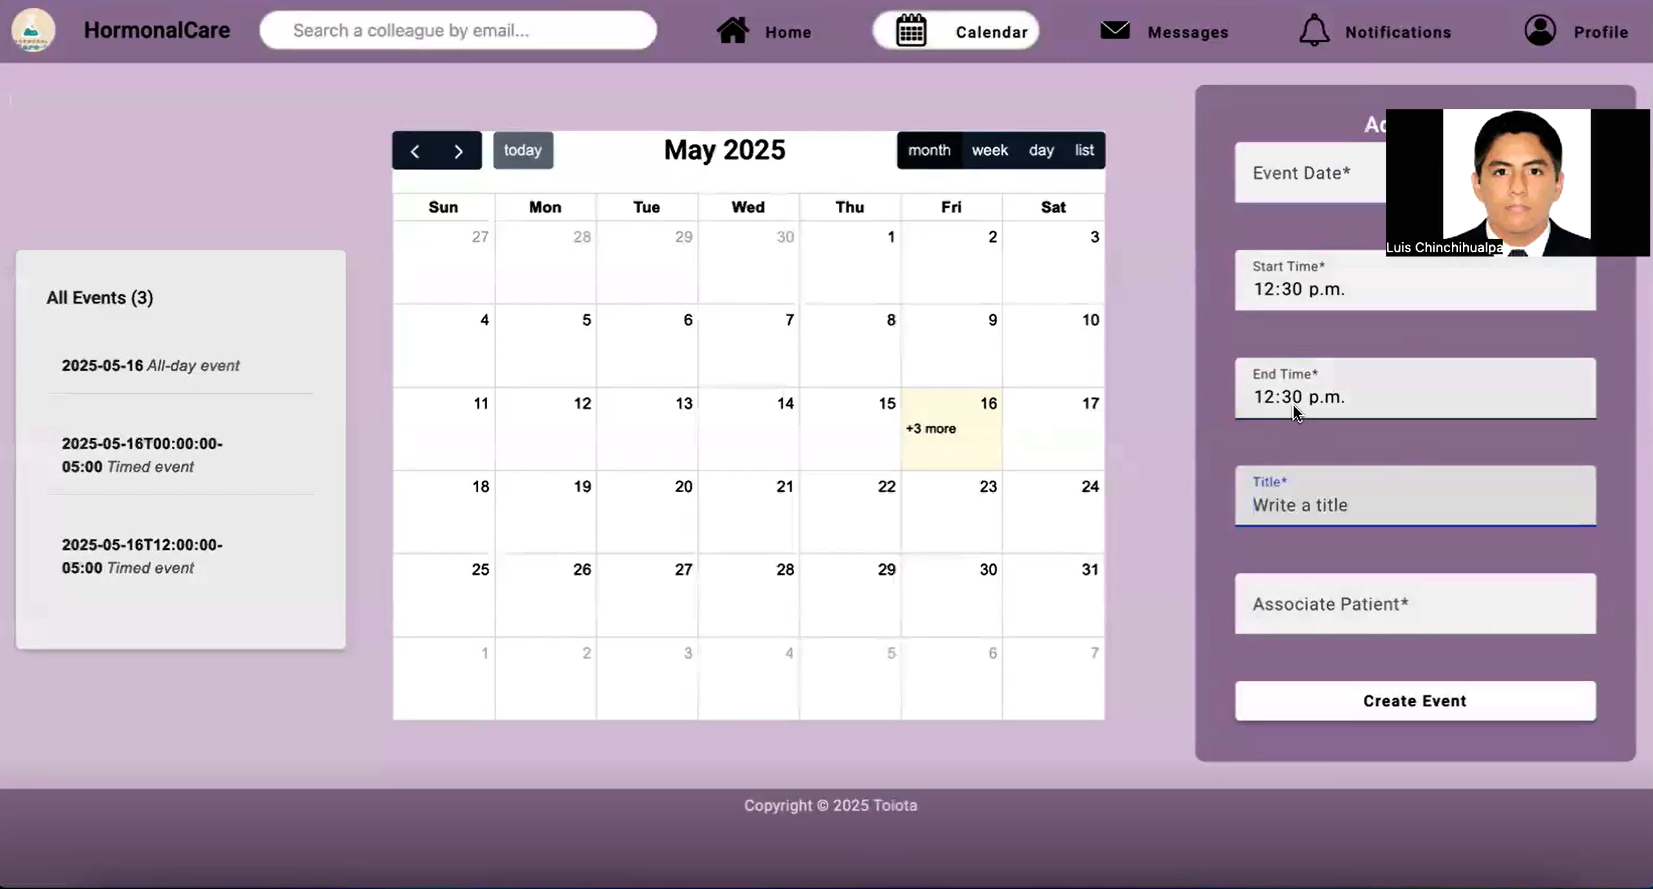 HormonalCare
Search a colleague by email...
Home
Calendar
Messages
Notifications
Profile
All Events (3)
2025-05-16 All-day event
2025-05-16T00:00:00-
05:00 Timed event
2025-05-16T12:00:00-
05:00 Timed event
today
May 2025
month week day list
Sun Mon Tue Wed Thu Fri Sat
27 28 29 30 1 2 3
4 5 6 7 8 9 10
11 12 13 14 15 16 17
+3 more
18 19 20 21 22 23 24
25 26 27 28 29 30 31
1 2 3 4 5 6 7
Event Date*
Luis Chinchihualpa
Start Time*
12:30 p.m.
End Time*
12:30 p.m.
Title*
Write a title
Associate Patient*
Create Event
Copyright © 2025 Toiota